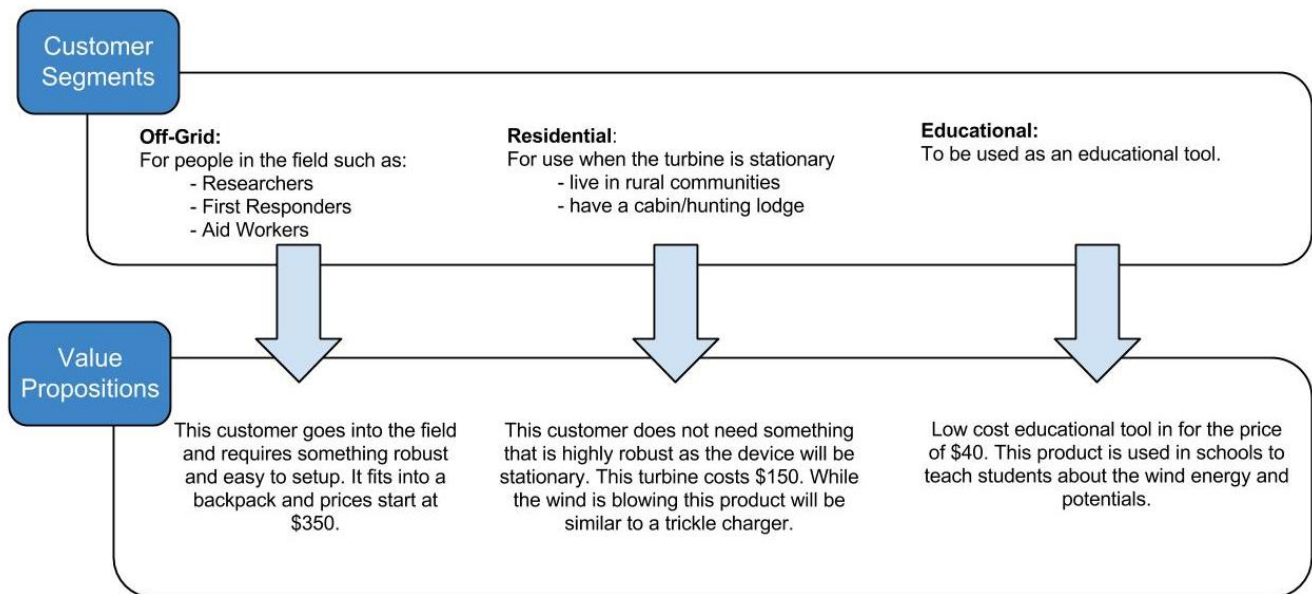 Customer
Segments
Off-Grid:
For people in the field such as:
- Researchers
- First Responders
- Aid Workers
Residential:
For use when the turbine is stationary
- live in rural communities
- have a cabin/hunting lodge
Educational:
To be used as an educational tool.
Value
Propositions
This customer goes into the field
and requires something robust
and easy to setup. It fits into a
backpack and prices start at
$350.
This customer does not need something
that is highly robust as the device will be
stationary. This turbine costs $150. While
the wind is blowing this product will be
similar to a trickle charger.
Low cost educational tool in for the price
of $40. This product is used in schools to
teach students about the wind energy and
potentials.